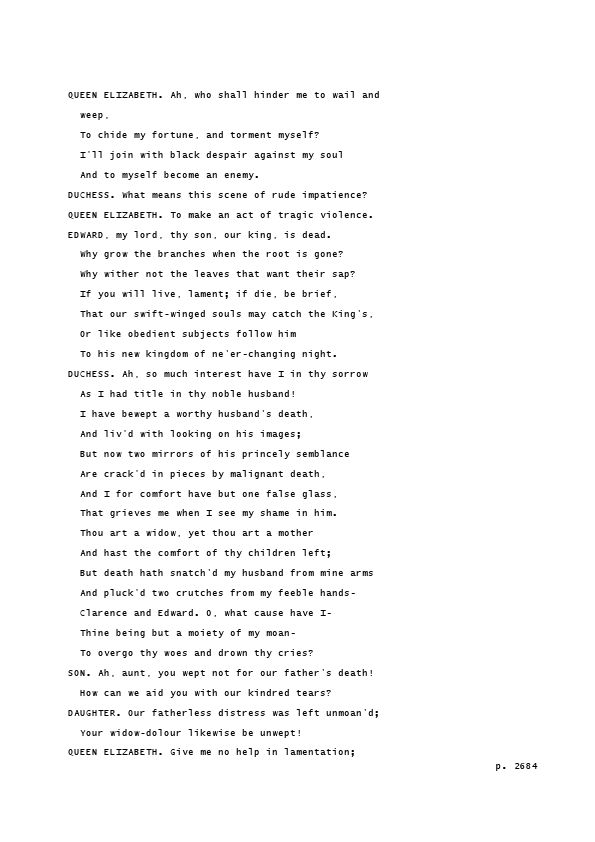 QUEEN ELIZABETH. Ah, who shall hinder me to wail and
weep,
To chide my fortune, and torment myself?
I'll join with black despair against my soul
And to myself become an enemy.
DUCHESS. What means this scene of rude impatience?
QUEEN ELIZABETH. To make an act of tragic violence.
EDWARD, my lord, thy son, our king, is dead.
Why grow the branches when the root is gone?
Why wither not the leaves that want their sap?
If you will live, lament; if die, be brief,
That our swift-winged souls may catch the King's,
Or like obedient subjects follow him
To his new kingdom of ne'er-changing night.
DUCHESS. Ah, so much interest have I in thy sorrow
As I had title in thy noble husband!
I have bewept a worthy husband's death,
And liv'd with looking on his images;
But now two mirrors of his princely semblance
Are crack'd in pieces by malignant death,
And I for comfort have but one false glass,
That grieves me when I see my shame in him.
Thou art a widow, yet thou art a mother
And hast the comfort of thy children left;
But death hath snatch'd my husband from mine arms
And pluck'd two crutches from my feeble hands-
Clarence and Edward. O, what cause have I-
Thine being but a moiety of my moan-
To overgo thy woes and drown thy cries?
SON. Ah, aunt, you wept not for our father's death!
How can we aid you with our kindred tears?
DAUGHTER. Our fatherless distress was left unmoan'd;
Your widow-dolour likewise be unwept!
QUEEN ELIZABETH. Give me no help in lamentation;
p. 2684